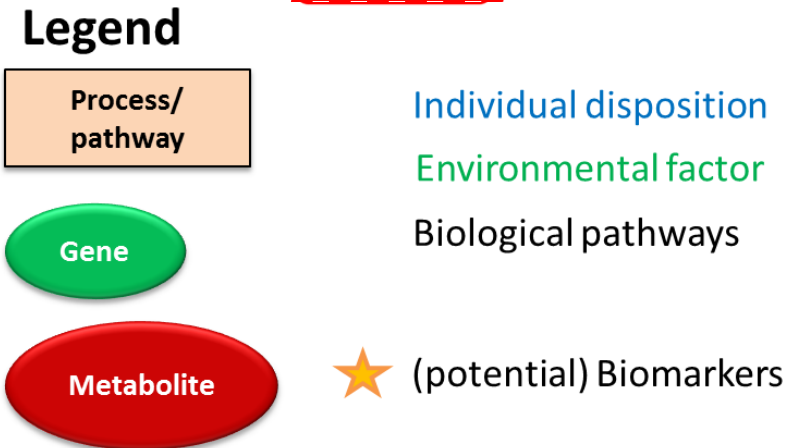 Legend
Process/
pathway
Individual disposition
Environmental factor
Gene
Biological pathways
Metabolite
(potential) Biomarkers